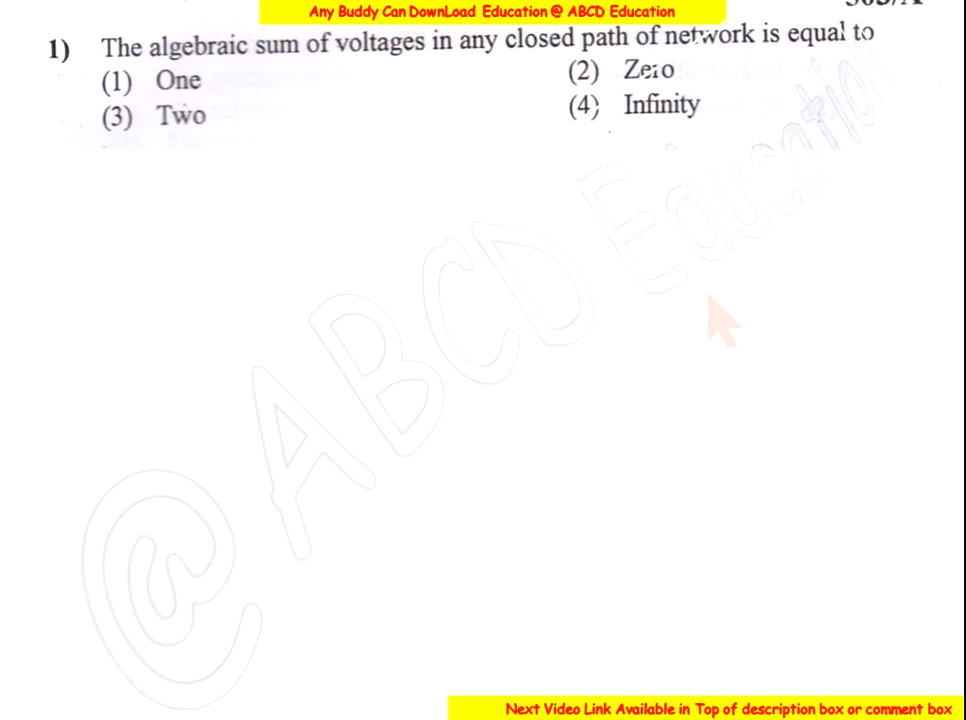 Any Buddy Can DownLoad Education @ ABCD Education
1) The algebraic sum of voltages in any closed path of network is equal to
(1) One (2) Zero
(3) Two (4) Infinity
@ABCD Education
Next Video Link Available in Top of description box or comment box